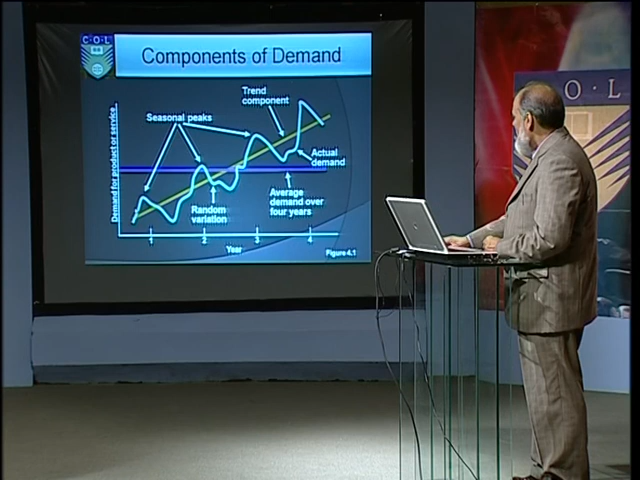 C·O·L
Components of Demand
Trend
component
Seasonal peaks
Actual
demand
Demand for product or service
Random
variation
Average
demand over
four years
1 2 3 4
Year
Figure 4.1
O·L